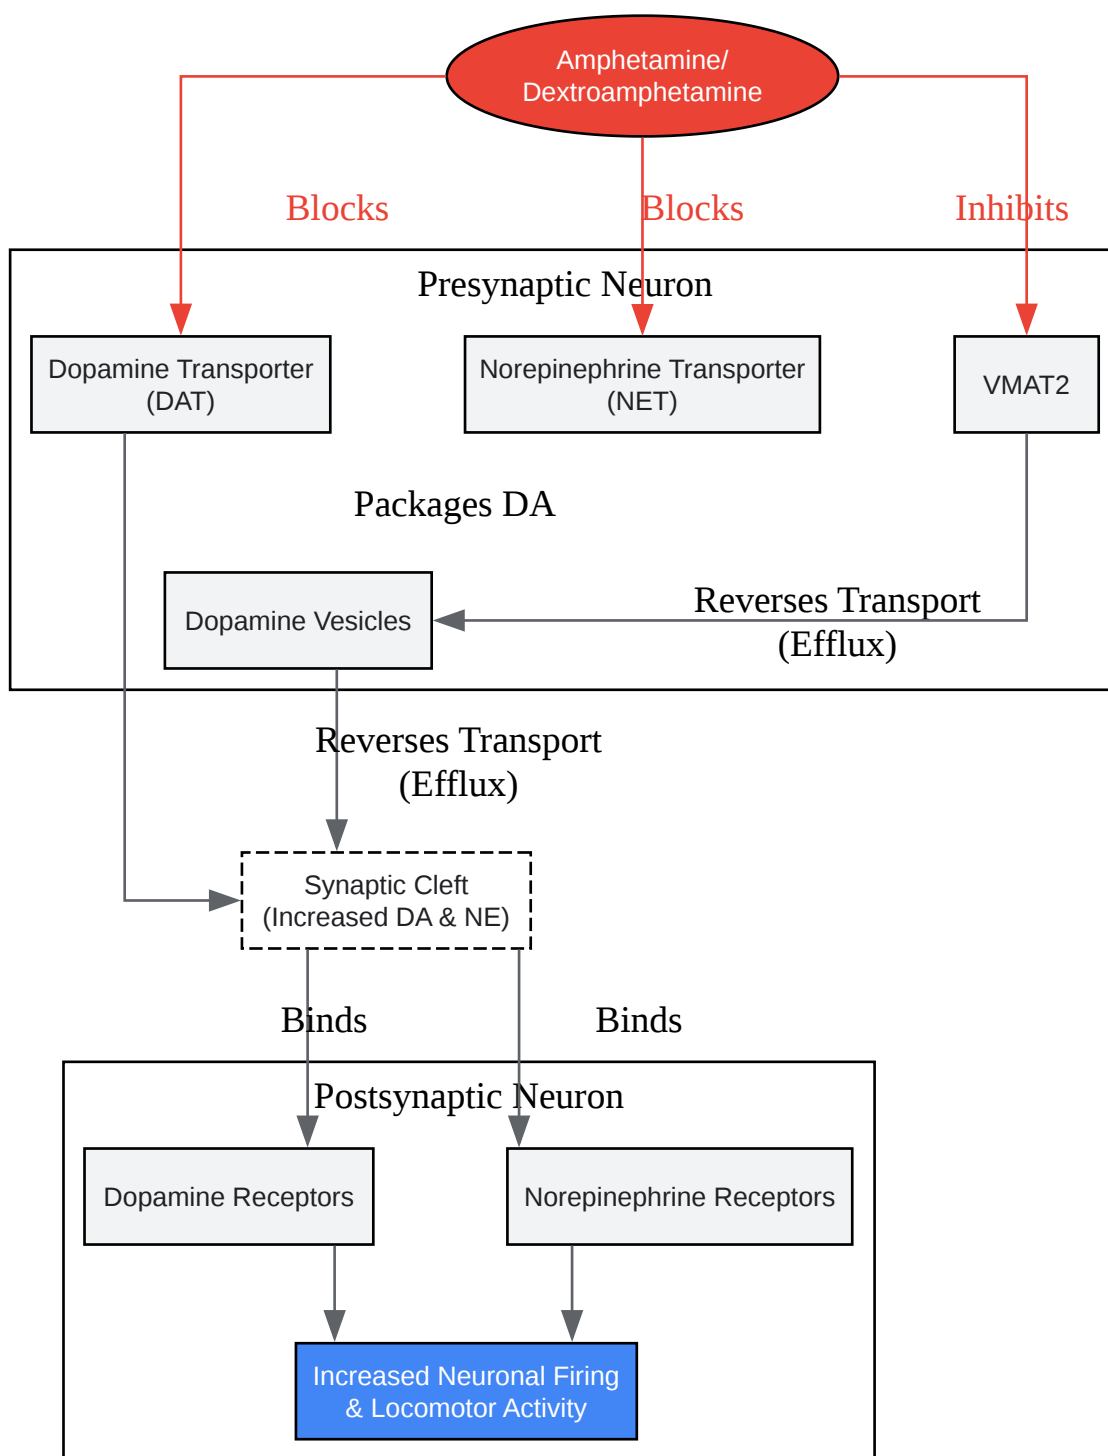 Amphetamine/
Dextroamphetamine
Blocks
Blocks
Inhibits
Presynaptic Neuron
Dopamine Transporter
(DAT)
Norepinephrine Transporter
(NET)
VMAT2
Packages DA
Dopamine Vesicles
Reverses Transport
(Efflux)
Reverses Transport
(Efflux)
Synaptic Cleft
(Increased DA & NE)
Binds
Binds
Postsynaptic Neuron
Dopamine Receptors
Norepinephrine Receptors
Increased Neuronal Firing
& Locomotor Activity